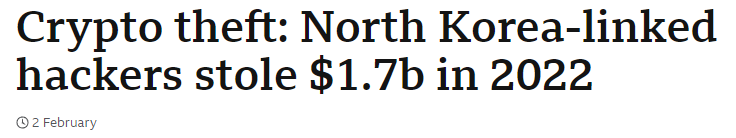 Crypto theft: North Korea-linked
hackers stole $1.7b in 2022
2 February